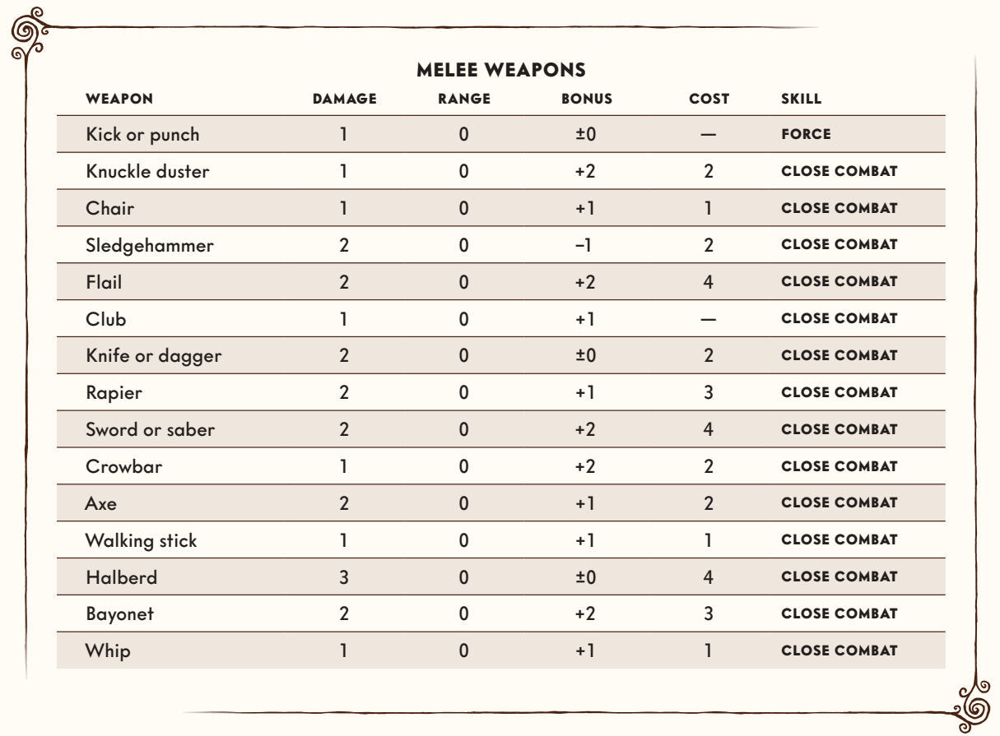 MELEE WEAPONS
WEAPON DAMAGE RANGE BONUS COST SKILL
Kick or punch 1 0 ±0 — FORCE
Knuckle duster 1 0 +2 2 CLOSE COMBAT
Chair 1 0 +1 1 CLOSE COMBAT
Sledgehammer 2 0 –1 2 CLOSE COMBAT
Flail 2 0 +2 4 CLOSE COMBAT
Club 1 0 +1 — CLOSE COMBAT
Knife or dagger 2 0 ±0 2 CLOSE COMBAT
Rapier 2 0 +1 3 CLOSE COMBAT
Sword or saber 2 0 +2 4 CLOSE COMBAT
Crowbar 1 0 +2 2 CLOSE COMBAT
Axe 2 0 +1 2 CLOSE COMBAT
Walking stick 1 0 +1 1 CLOSE COMBAT
Halberd 3 0 ±0 4 CLOSE COMBAT
Bayonet 2 0 +2 3 CLOSE COMBAT
Whip 1 0 +1 1 CLOSE COMBAT